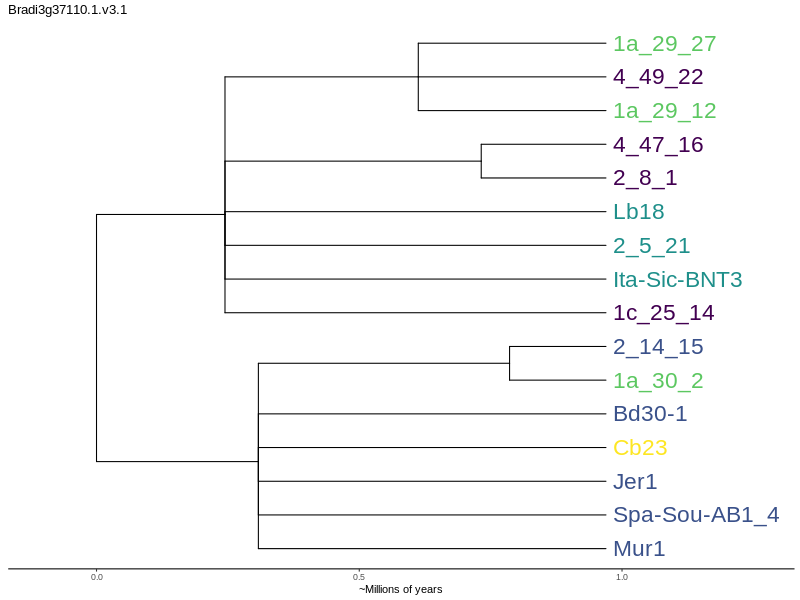 Bradi3g37110.1.v3.1
1a_29_27
4_49_22
1a_29_12
4_47_16
2_8_1
Lb18
2_5_21
Ita-Sic-BNT3
1c_25_14
2_14_15
1a_30_2
Bd30-1
Cb23
Jer1
Spa-Sou-AB1_4
Mur1
0.0 0.5 1.0
~Millions of years